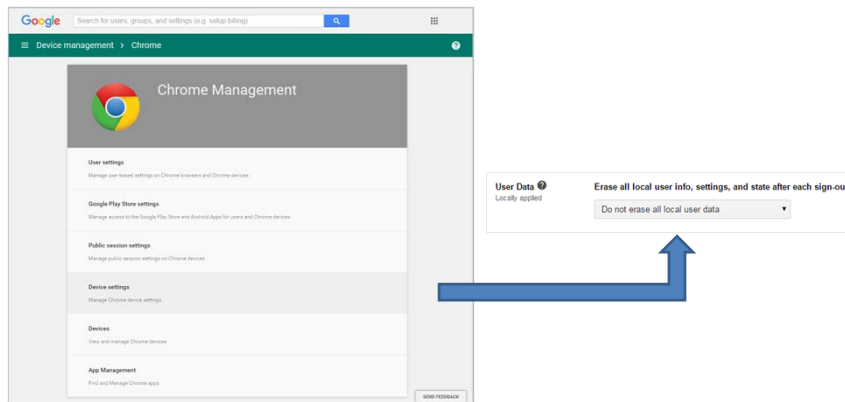 Google
Search for users, groups, and settings (e.g. setup billing)
Device management > Chrome
Chrome Management
User settings
Manage user-based settings on Chrome browsers and Chrome devices
Google Play Store settings
Manage access to the Google Play Store and Android Apps for users and Chrome devices
Public session settings
Manage public session settings on Chrome devices
Device settings
Manage Chrome device settings
Devices
View and manage Chrome devices
App Management
Find and Manage Chrome apps
SEND FEEDBACK
User Data ?
Locally applied
Erase all local user info, settings, and state after each sign-ou
Do not erase all local user data